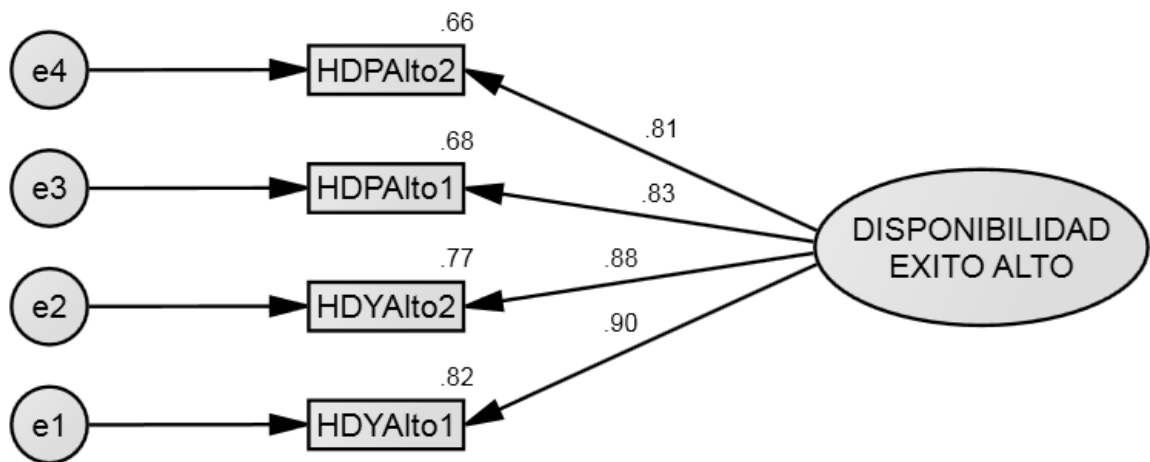 .66
e4
HDPAlto2
.81
.68
e3
HDPAlto1
.83
DISPONIBILIDAD
EXITO ALTO
.77
e2
HDYAlto2
.88
.90
.82
e1
HDYAlto1